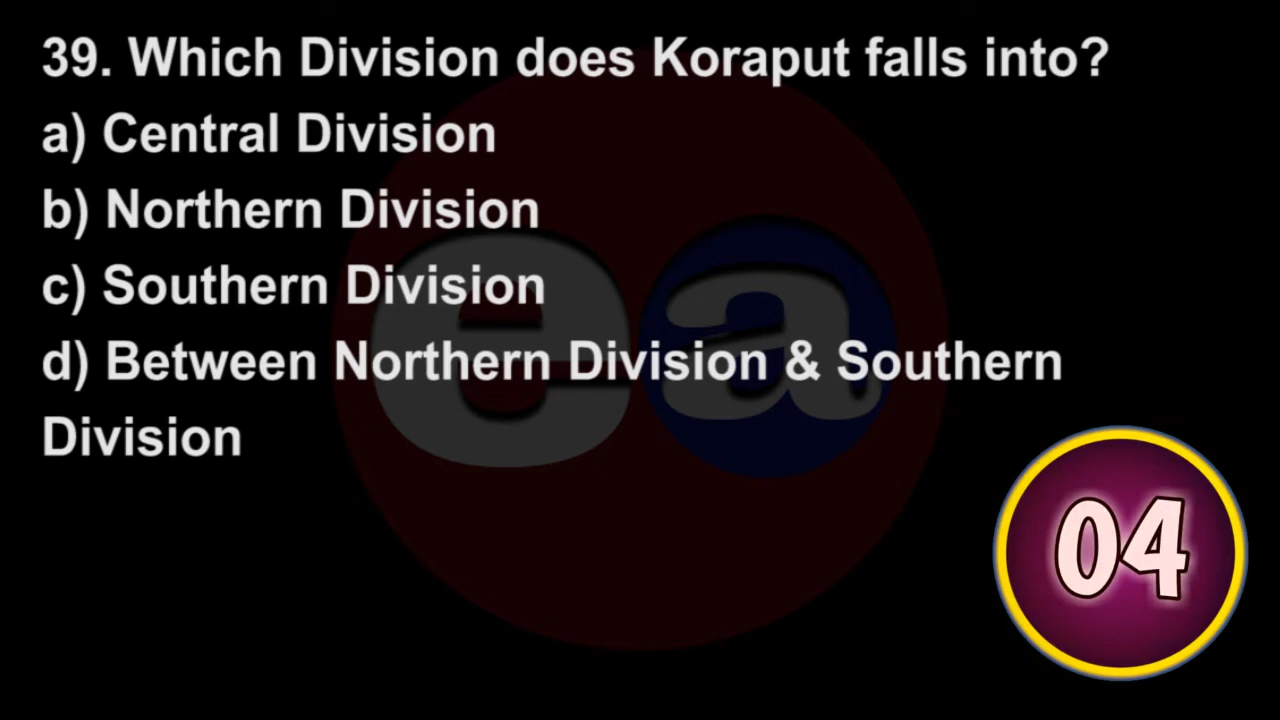 39. Which Division does Koraput falls into?
a) Central Division
b) Northern Division
c) Southern Division
d) Between Northern Division & Southern
Division
ea
04